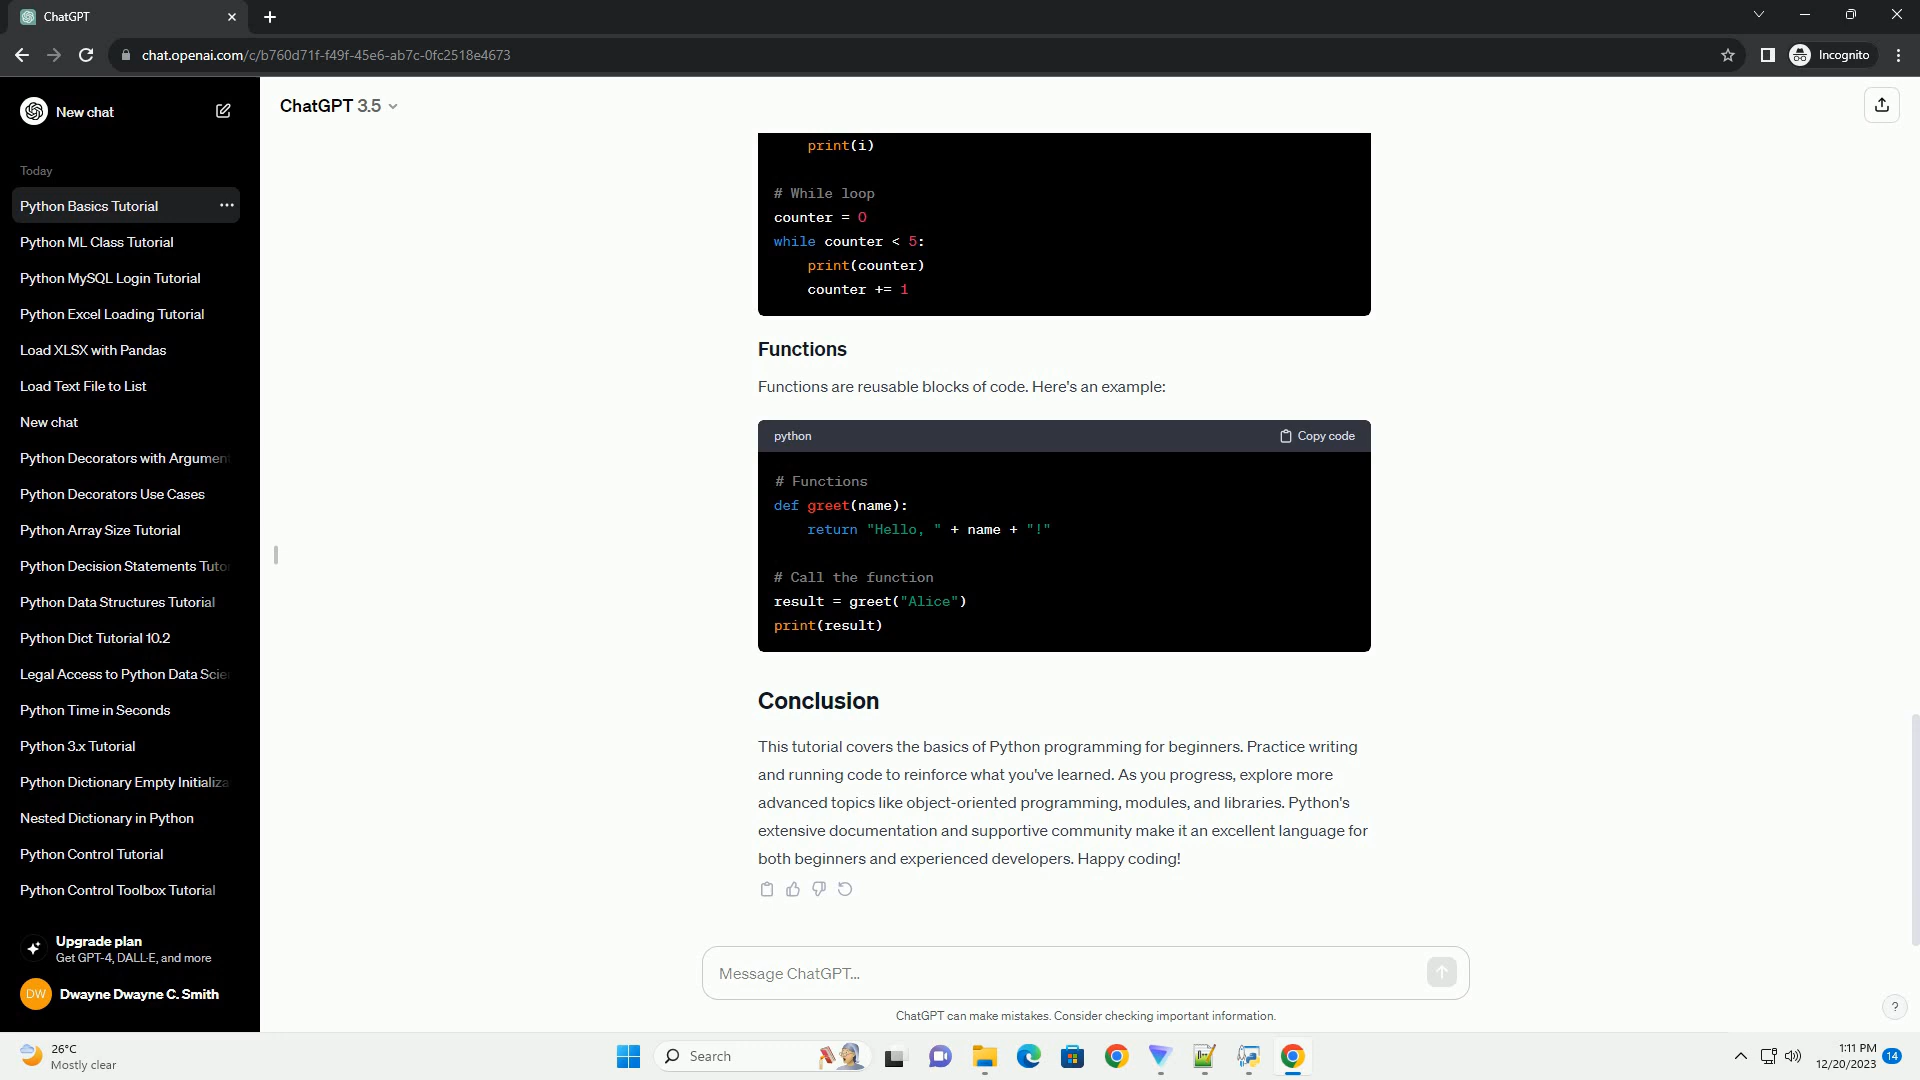 ChatGPT
chat.openai.com/c/b760d71f-f49f-45e6-ab7c-0fc2518e4673
Incognito
New chat
Today
Python Basics Tutorial
Python ML Class Tutorial
Python MySQL Login Tutorial
Python Excel Loading Tutorial
Load XLSX with Pandas
Load Text File to List
New chat
Python Decorators with Argument
Python Decorators Use Cases
Python Array Size Tutorial
Python Decision Statements Tuto
Python Data Structures Tutorial
Python Dict Tutorial 10.2
Legal Access to Python Data Scie
Python Time in Seconds
Python 3.x Tutorial
Python Dictionary Empty Initializa
Nested Dictionary in Python
Python Control Tutorial
Python Control Toolbox Tutorial
Upgrade plan
Get GPT-4, DALL·E, and more
DW
Dwayne Dwayne C. Smith
ChatGPT 3.5
print(i)
# While loop
counter = 0
while counter < 5:
print(counter)
counter += 1
Functions
Functions are reusable blocks of code. Here's an example:
python
Copy code
# Functions
def greet(name):
return "Hello, " + name + "!"
# Call the function
result = greet("Alice")
print(result)
Conclusion
This tutorial covers the basics of Python programming for beginners. Practice writing
and running code to reinforce what you've learned. As you progress, explore more
advanced topics like object-oriented programming, modules, and libraries. Python's
extensive documentation and supportive community make it an excellent language for
both beginners and experienced developers. Happy coding!
Message ChatGPT...
ChatGPT can make mistakes. Consider checking important information.
?
26°C
Mostly clear
Search
1:11 PM
12/20/2023
14